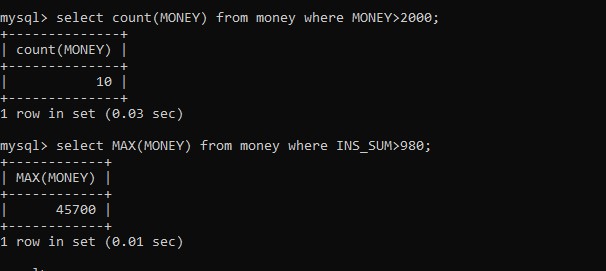 mysql> select count(MONEY) from money where MONEY>2000;
+--------------+
| count(MONEY) |
+--------------+
|           10 |
+--------------+
1 row in set (0.03 sec)

mysql> select MAX(MONEY) from money where INS_SUM>980;
+------------+
| MAX(MONEY) |
+------------+
|      45700 |
+------------+
1 row in set (0.01 sec)